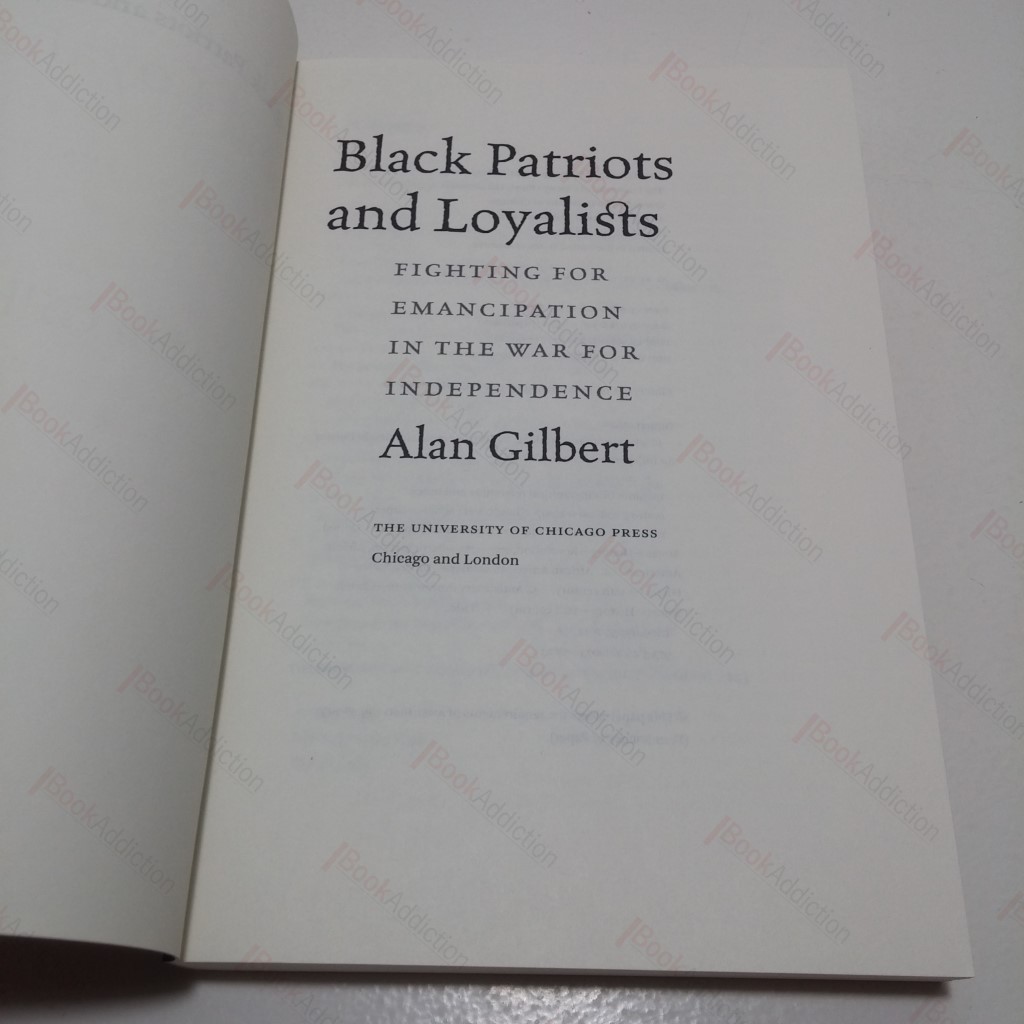 Black Patriots
and Loyalists
FIGHTING FOR
EMANCIPATION
IN THE WAR FOR
INDEPENDENCE
Alan Gilbert
THE UNIVERSITY OF CHICAGO PRESS
Chicago and London
BookAddiction